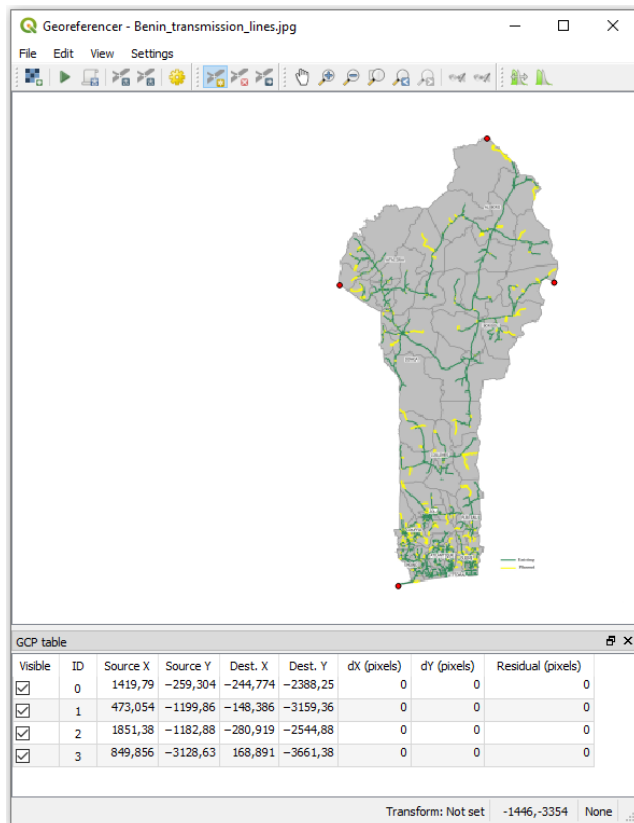 Georeferencer - Benin_transmission_lines.jpg
File Edit View Settings
Existing
Planned
GCP table
Visible ID Source X Source Y Dest. X Dest. Y dX (pixels) dY (pixels) Residual (pixels)
0 1419,79 −259,304 −244,774 −2388,25 0 0 0
1 473,054 −1199,86 −148,386 −3159,36 0 0 0
2 1851,38 −1182,88 −280,919 −2544,88 0 0 0
3 849,856 −3128,63 168,891 −3661,38 0 0 0
Transform: Not set -1446,-3354 None